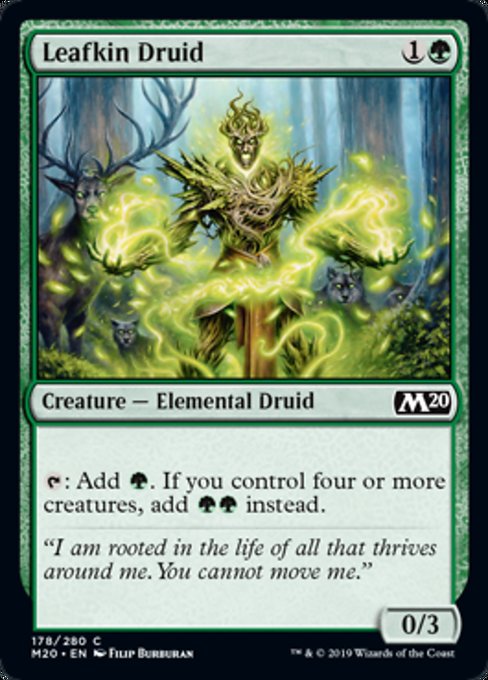 Leafkin Druid 1
Creature — Elemental Druid M20
: Add . If you control four or more
creatures, add instead.
“I am rooted in the life of all that thrives
around me. You cannot move me.”
0/3
178/280 C
M20 • EN Filip Burburan ™ & © 2019 Wizards of the Coast